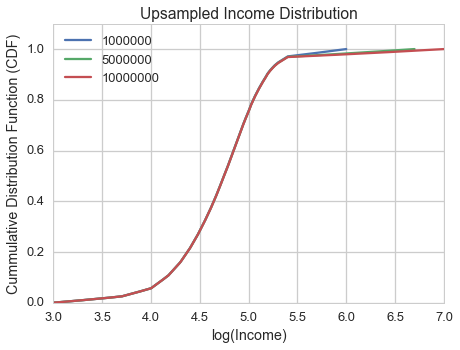 Upsampled Income Distribution
Cummulative Distribution Function (CDF)
1.0
0.8
0.6
0.4
0.2
0.0
1000000
5000000
10000000
3.0 3.5 4.0 4.5 5.0 5.5 6.0 6.5 7.0
log(Income)